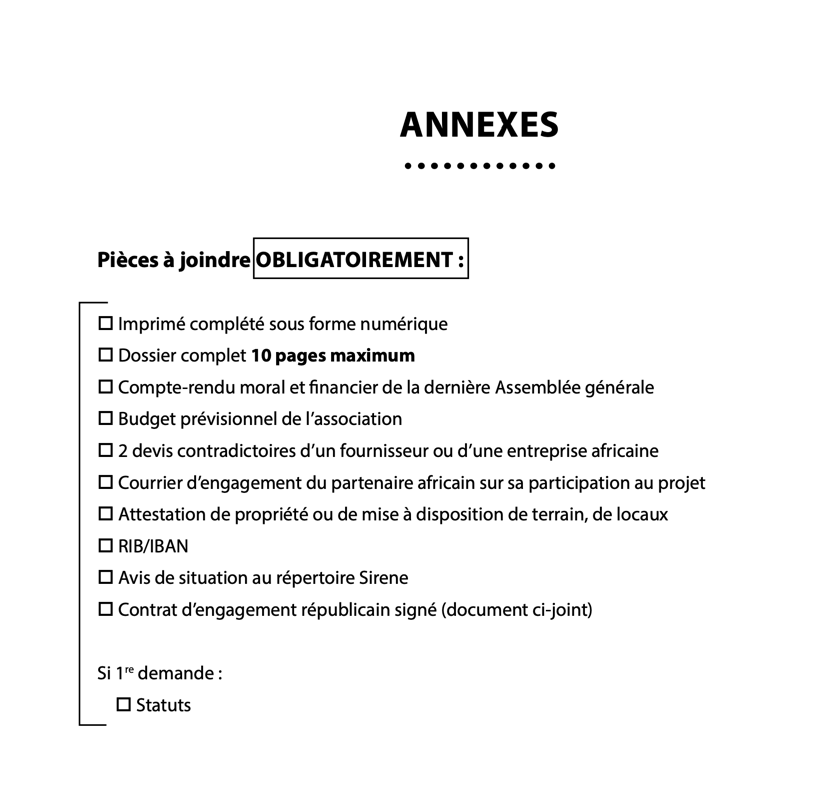 ANNEXES
Pièces à joindre OBLIGATOIREMENT :
☐ Imprimé complété sous forme numérique
☐ Dossier complet 10 pages maximum
☐ Compte-rendu moral et financier de la dernière Assemblée générale
☐ Budget prévisionnel de l’association
☐ 2 devis contradictoires d’un fournisseur ou d’une entreprise africaine
☐ Courrier d’engagement du partenaire africain sur sa participation au projet
☐ Attestation de propriété ou de mise à disposition de terrain, de locaux
☐ RIB/IBAN
☐ Avis de situation au répertoire Sirene
☐ Contrat d’engagement républicain signé (document ci-joint)
Si 1re demande :
☐ Statuts